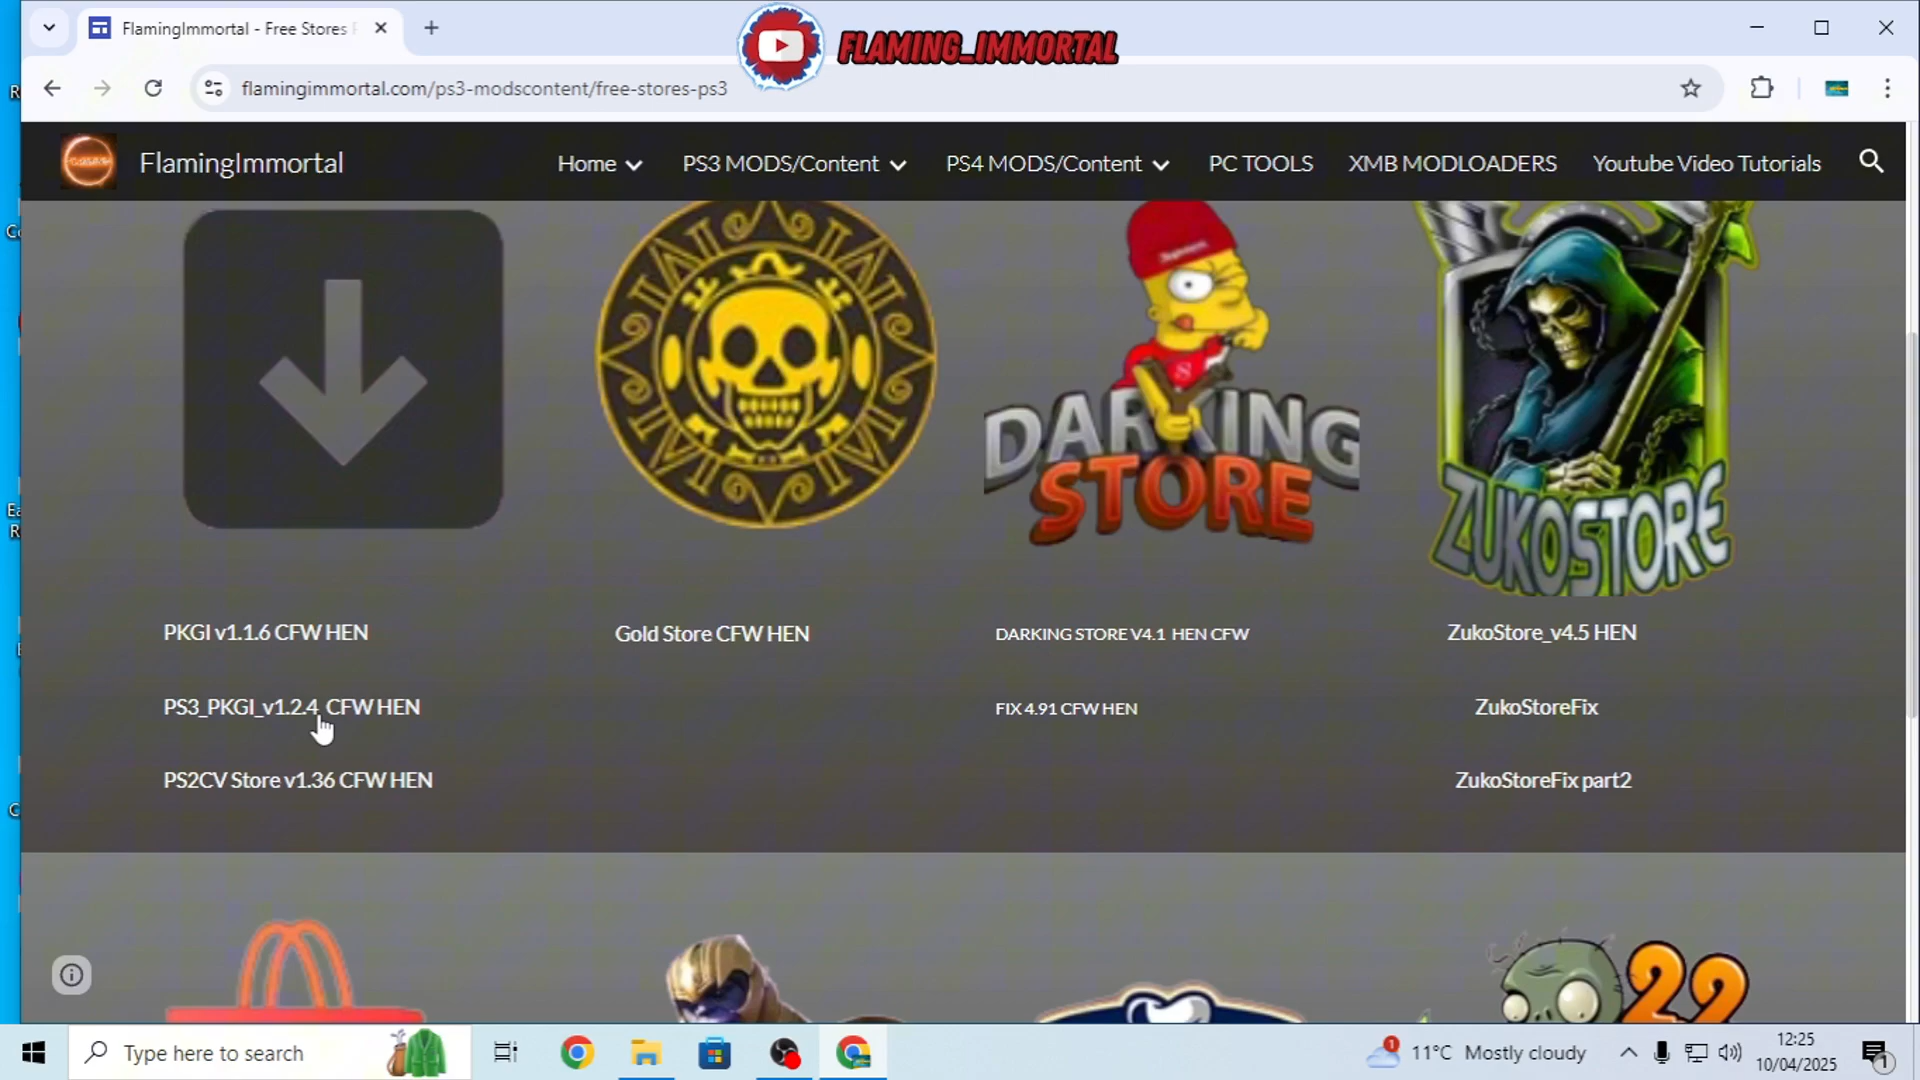 FlamingImmortal - Free Stores
FLAMING_IMMORTAL
flamingimmortal.com/ps3-modscontent/free-stores-ps3
FlamingImmortal
Home
PS3 MODS/Content
PS4 MODS/Content
PC TOOLS
XMB MODLOADERS
Youtube Video Tutorials
DARKING
STORE
ZUKOSTORE
PKGI v1.1.6 CFW HEN
Gold Store CFW HEN
DARKING STORE V4.1 HEN CFW
ZukoStore_v4.5 HEN
PS3_PKGI_v1.2.4 CFW HEN
FIX 4.91 CFW HEN
ZukoStoreFix
PS2CV Store v1.36 CFW HEN
ZukoStoreFix part2
22
Type here to search
1
11°C Mostly cloudy
12:25
10/04/2025
1